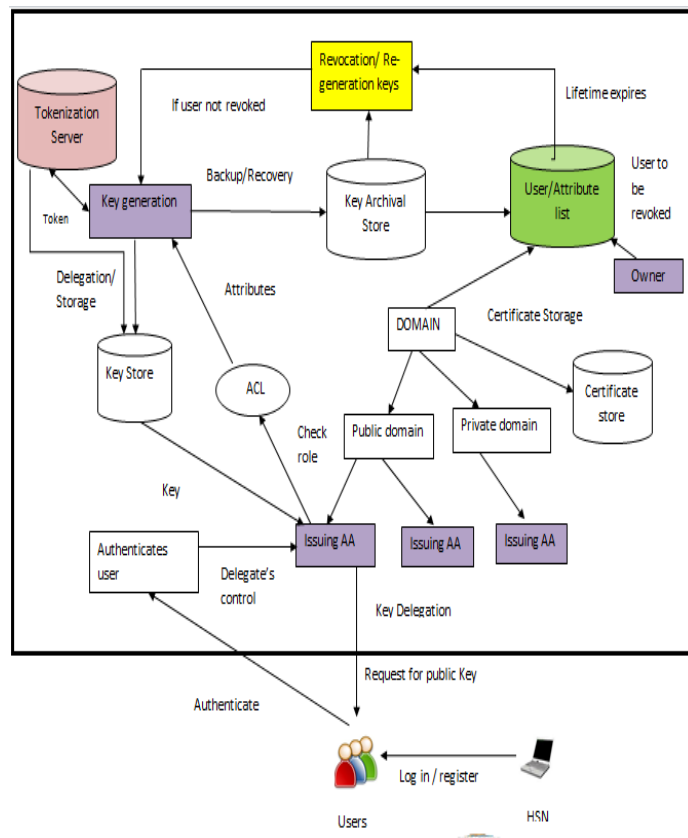 Revocation/ Re-
generation keys
Lifetime expires
Tokenization
Server
If user not revoked
User to
be
revoked
Backup/Recovery
Key generation
Key Archival
Store
User/Attribute
list
Token
Owner
Delegation/
Storage
Attributes
Certificate Storage
DOMAIN
Key Store
ACL
Certificate
store
Check
role
Public domain
Private domain
Key
Issuing AA
Issuing AA
Issuing AA
Authenticates
user
Delegate's
control
Key Delegation
Request for public Key
Authenticate
Log in / register
Users
HSN